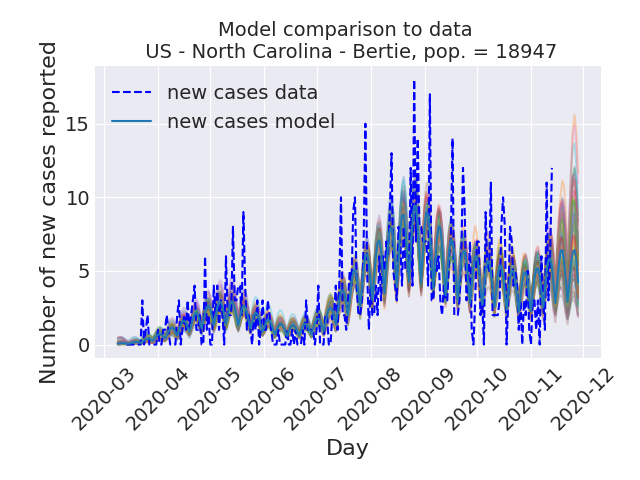 Model comparison to data
US - North Carolina - Bertie, pop. = 18947
new cases data
new cases model
Number of new cases reported
15
10
5
0
2020-03
2020-04
2020-05
2020-06
2020-07
2020-08
2020-09
2020-10
2020-11
2020-12
Day